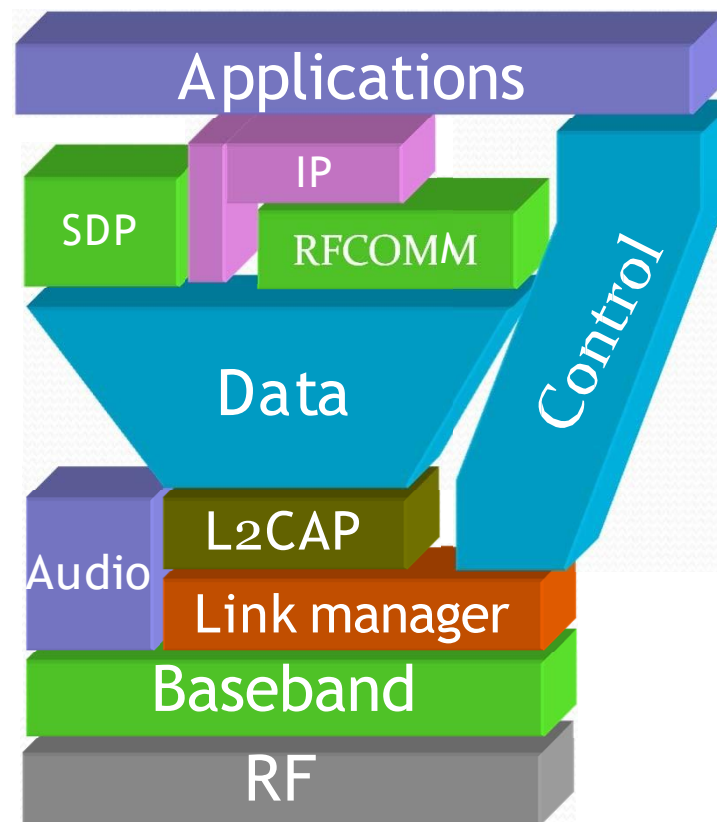 Applications
IP
SDP
RFCOMM
Data
Control
L2CAP
Audio
Link manager
Baseband
RF